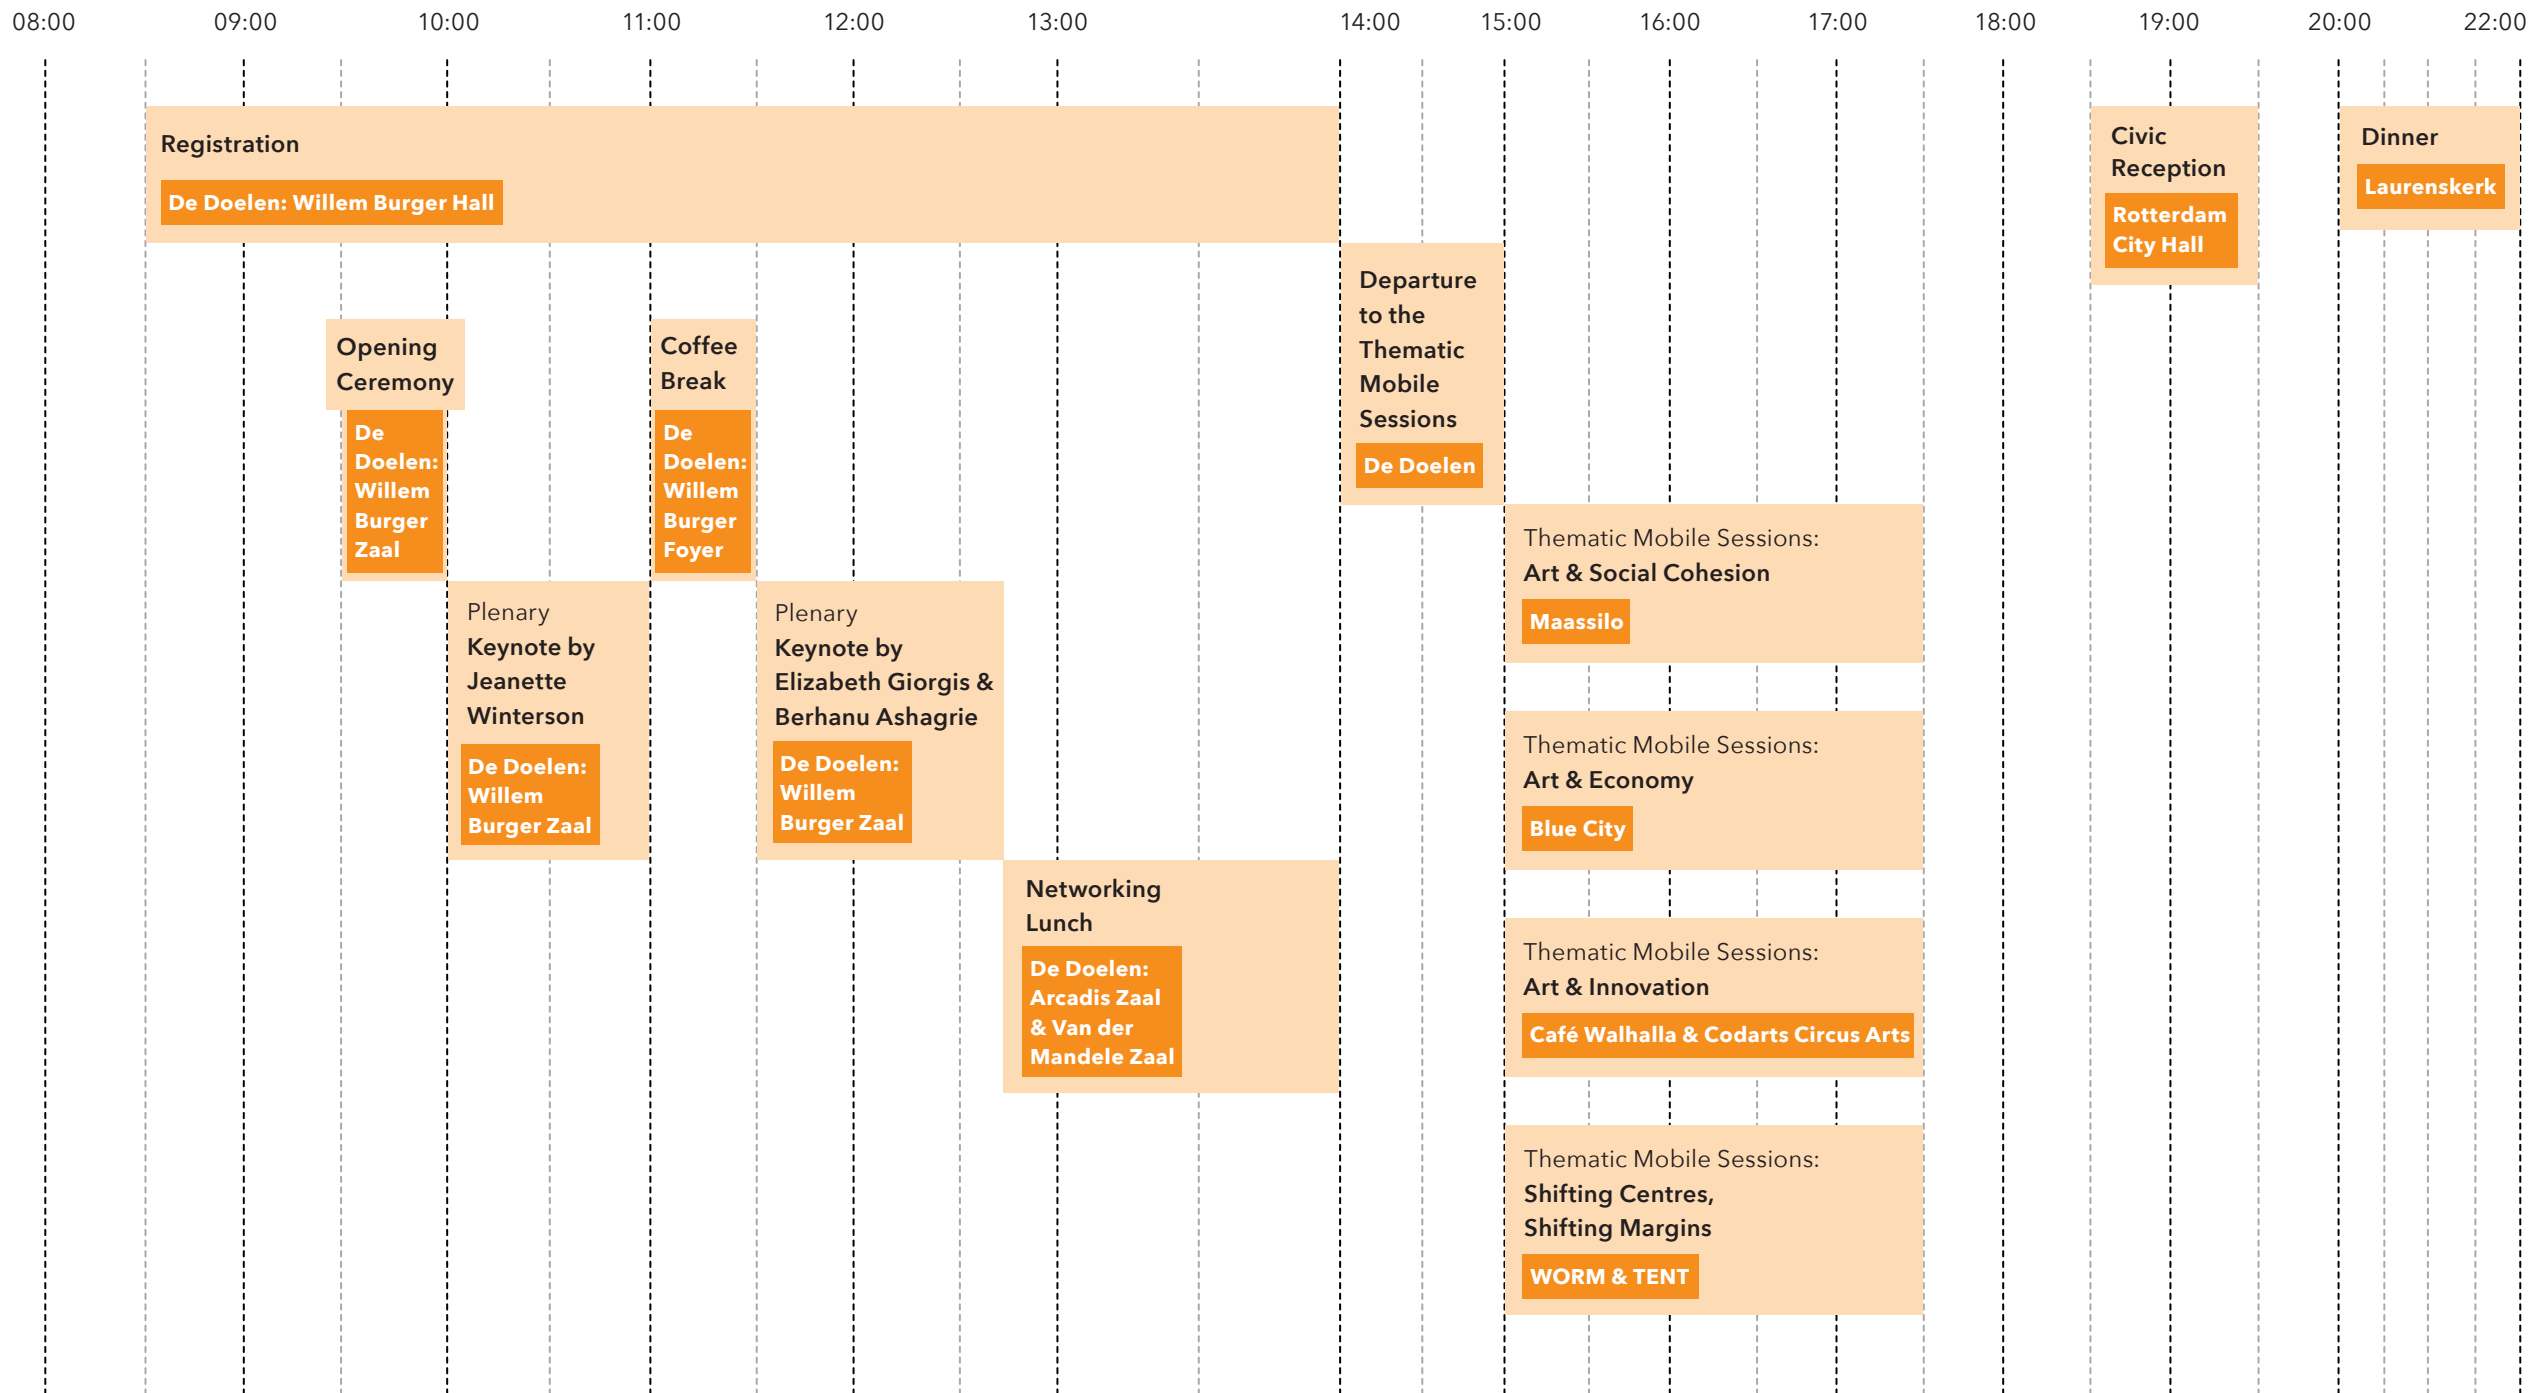 08:00 09:00 10:00 11:00 12:00 13:00 14:00 15:00 16:00 17:00 18:00 19:00 20:00 22:00
Registration
De Doelen: Willem Burger Hall
Opening
Ceremony
De
Doelen:
Willem
Burger
Zaal
Plenary
Keynote by
Jeanette
Winterson
De Doelen:
Willem
Burger Zaal
Coffee
Break
De
Doelen:
Willem
Burger
Foyer
Plenary
Keynote by
Elizabeth Giorgis &
Berhanu Ashagrie
De Doelen:
Willem
Burger Zaal
Networking
Lunch
De Doelen:
Arcadis Zaal
& Van der
Mandele Zaal
Departure
to the
Thematic
Mobile
Sessions
De Doelen
Thematic Mobile Sessions:
Art & Social Cohesion
Maassilo
Thematic Mobile Sessions:
Art & Economy
Blue City
Thematic Mobile Sessions:
Art & Innovation
Café Walhalla & Codarts Circus Arts
Thematic Mobile Sessions:
Shifting Centres,
Shifting Margins
WORM & TENT
Civic
Reception
Rotterdam
City Hall
Dinner
Laurenskerk